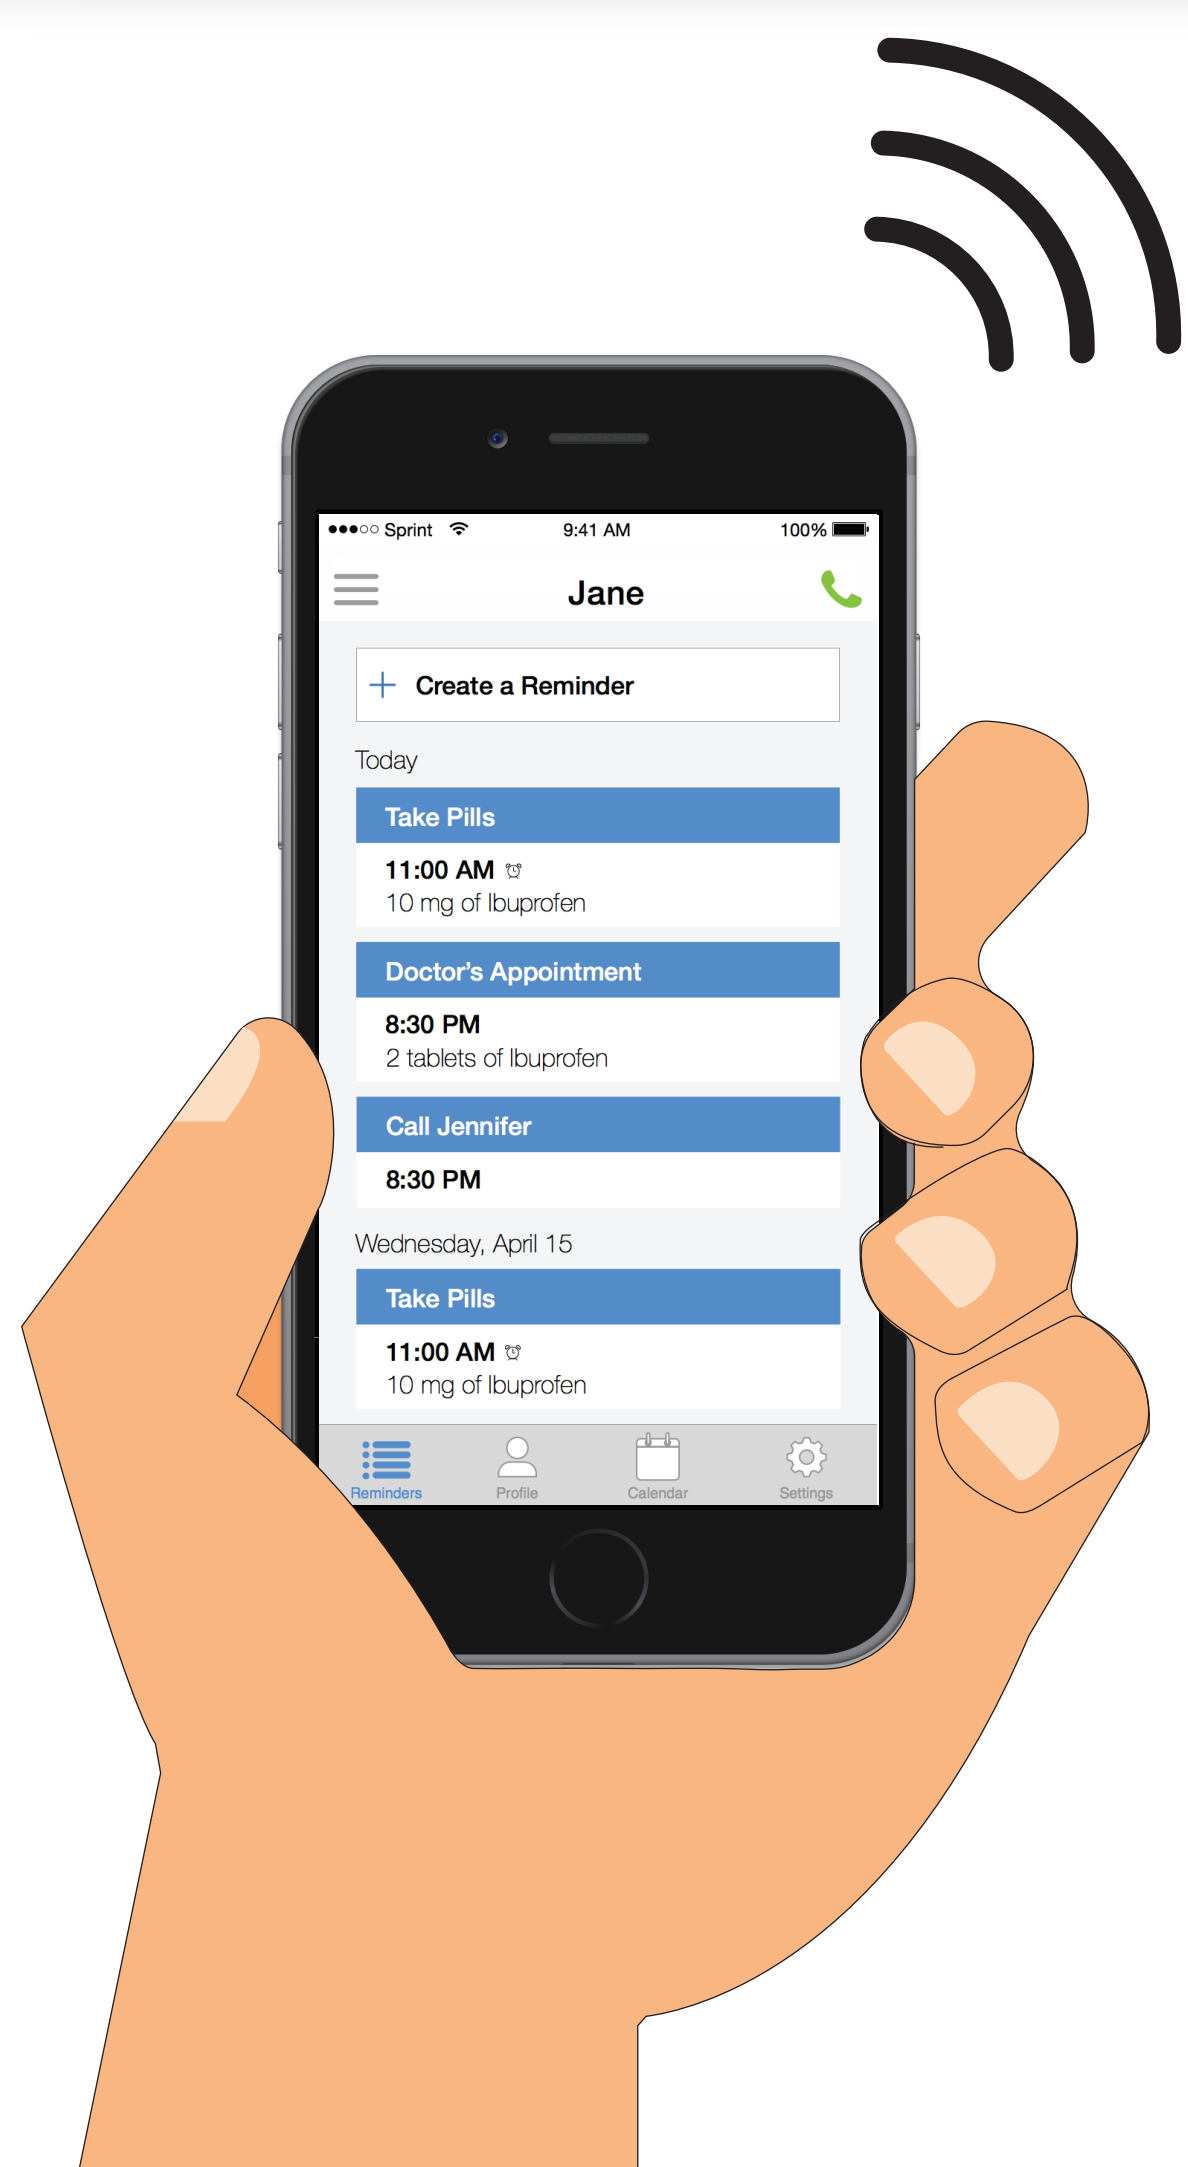 Sprint 9:41 AM 100%
Jane
Create a Reminder
Today
Take Pills
11:00 AM
10 mg of Ibuprofen
Doctor’s Appointment
8:30 PM
2 tablets of Ibuprofen
Call Jennifer
8:30 PM
Wednesday, April 15
Take Pills
11:00 AM
10 mg of Ibuprofen
Reminders Profile Calendar Settings